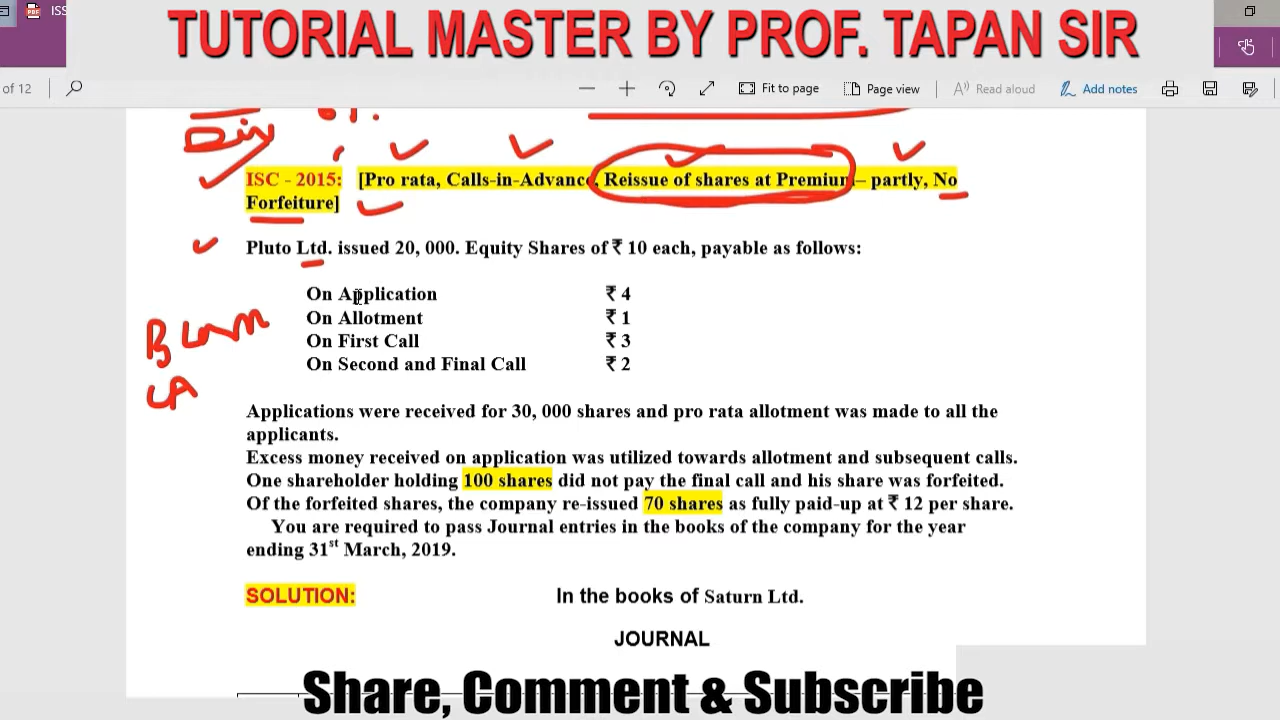 TUTORIAL MASTER BY PROF. TAPAN SIR
of 12
Fit to page
Page view
Read aloud
Add notes
ISC - 2015: [Pro rata, Calls-in-Advance, Reissue of shares at Premium– partly, No
Forfeiture]
Pluto Ltd. issued 20, 000. Equity Shares of ₹ 10 each, payable as follows:
On Application ₹ 4
On Allotment ₹ 1
On First Call ₹ 3
On Second and Final Call ₹ 2
Applications were received for 30, 000 shares and pro rata allotment was made to all the
applicants.
Excess money received on application was utilized towards allotment and subsequent calls.
One shareholder holding 100 shares did not pay the final call and his share was forfeited.
Of the forfeited shares, the company re-issued 70 shares as fully paid-up at ₹ 12 per share.
You are required to pass Journal entries in the books of the company for the year
ending 31st March, 2019.
SOLUTION: In the books of Saturn Ltd.
JOURNAL
Share, Comment & Subscribe